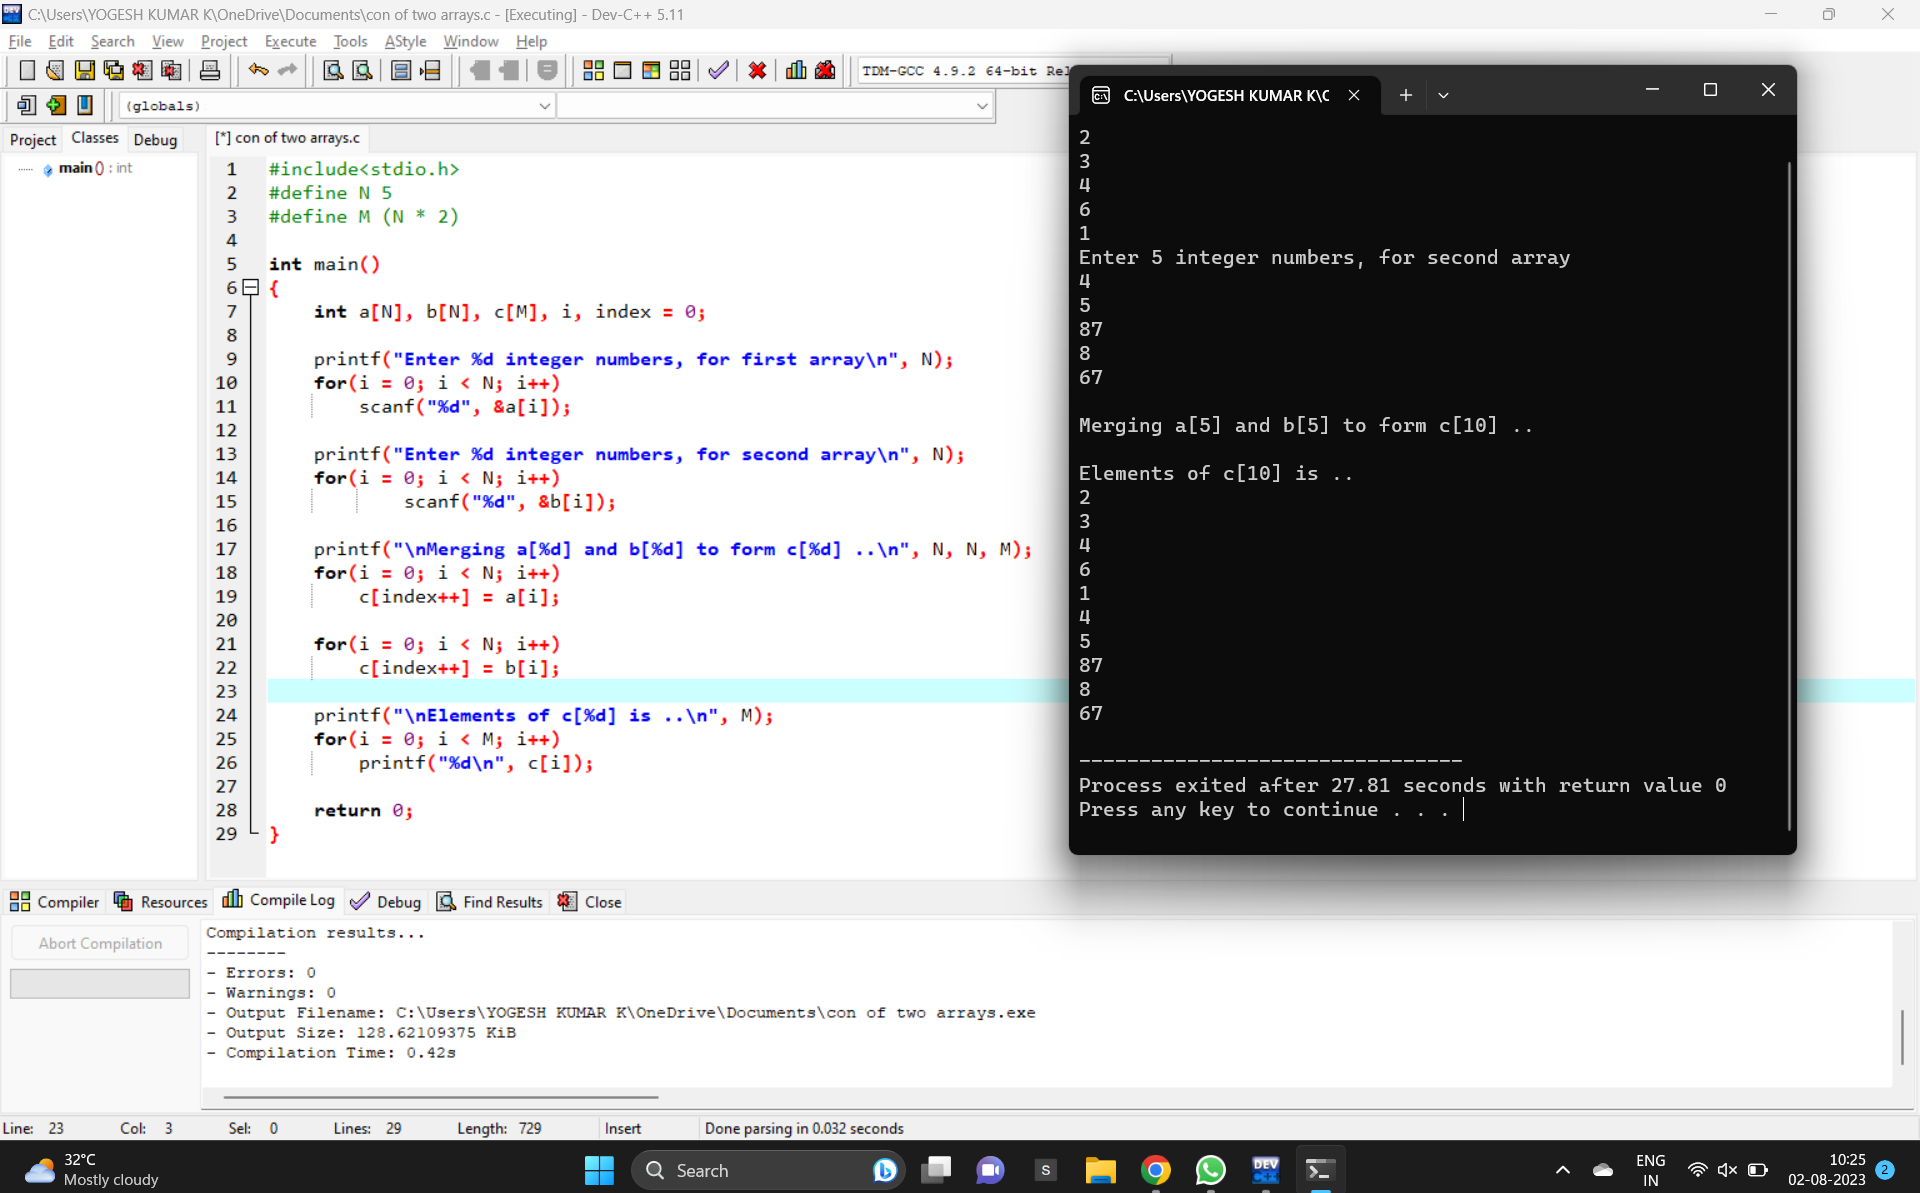 C:\Users\YOGESH KUMAR K\OneDrive\Documents\con of two arrays.c - [Executing] - Dev-C++ 5.11
File Edit Search View Project Execute Tools AStyle Window Help
TDM-GCC 4.9.2 64-bit Rel
(globals)
Project Classes Debug
[*] con of two arrays.c
main () : int
1 #include<stdio.h>
2 #define N 5
3 #define M (N * 2)
4
5 int main()
6 {
7 int a[N], b[N], c[M], i, index = 0;
8
9 printf("Enter %d integer numbers, for first array\n", N);
10 for(i = 0; i < N; i++)
11 scanf("%d", &a[i]);
12
13 printf("Enter %d integer numbers, for second array\n", N);
14 for(i = 0; i < N; i++)
15 scanf("%d", &b[i]);
16
17 printf("\nMerging a[%d] and b[%d] to form c[%d] ..\n", N, N, M);
18 for(i = 0; i < N; i++)
19 c[index++] = a[i];
20
21 for(i = 0; i < N; i++)
22 c[index++] = b[i];
23
24 printf("\nElements of c[%d] is ..\n", M);
25 for(i = 0; i < M; i++)
26 printf("%d\n", c[i]);
27
28 return 0;
29 }
C:\Users\YOGESH KUMAR K\C
2
3
4
6
1
Enter 5 integer numbers, for second array
4
5
87
8
67
Merging a[5] and b[5] to form c[10] ..
Elements of c[10] is ..
2
3
4
6
1
4
5
87
8
67
--------------------------------
Process exited after 27.81 seconds with return value 0
Press any key to continue . . .
Compiler Resources Compile Log Debug Find Results Close
Abort Compilation
Compilation results...
--------
- Errors: 0
- Warnings: 0
- Output Filename: C:\Users\YOGESH KUMAR K\OneDrive\Documents\con of two arrays.exe
- Output Size: 128.62109375 KiB
- Compilation Time: 0.42s
Line: 23 Col: 3 Sel: 0 Lines: 29 Length: 729 Insert Done parsing in 0.032 seconds
32°C
Mostly cloudy
Search
S
DEV
C++
ENG
IN
10:25
02-08-2023
2